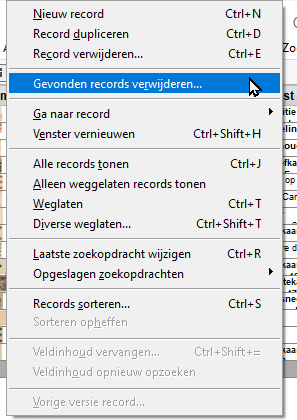 Nieuw record Ctrl+N
Record dupliceren Ctrl+D
Record verwijderen... Ctrl+E
Gevonden records verwijderen...
Ga naar record
Venster vernieuwen Ctrl+Shift+H
Alle records tonen Ctrl+J
Alleen weggelaten records tonen
Weglaten Ctrl+T
Diverse weglaten... Ctrl+Shift+T
Laatste zoekopdracht wijzigen Ctrl+R
Opgeslagen zoekopdrachten
Records sorteren... Ctrl+S
Sorteren opheffen
Veldinhoud vervangen... Ctrl+Shift+=
Veldinhoud opnieuw opzoeken
Vorige versie record...